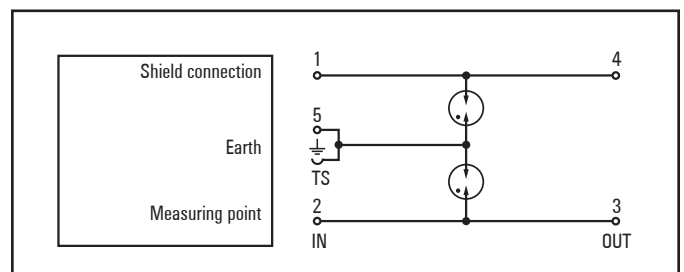 Shield connection
1
4
5
Earth
TS
Measuring point
2
3
IN
OUT